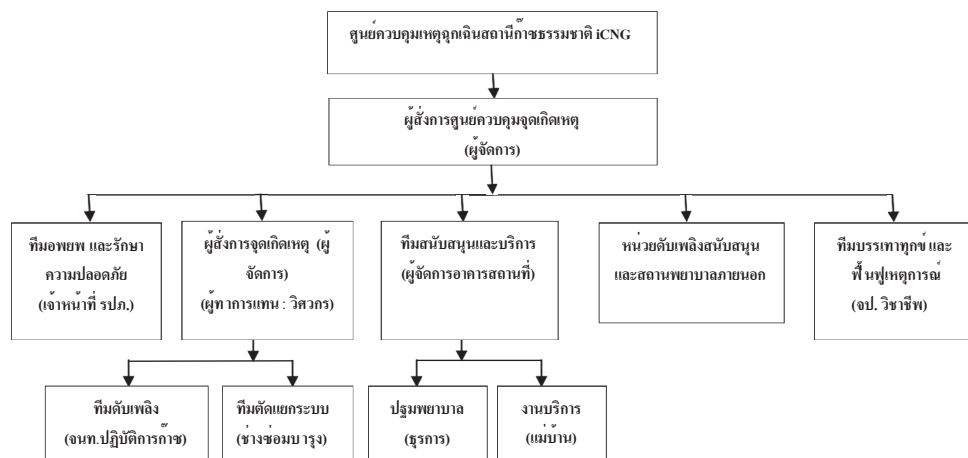 ศูนย์ควบคุมเหตุฉุกเฉินสถานีก๊าซธรรมชาติ iCNG
ผู้สั่งการศูนย์ควบคุมจุดเกิดเหตุ
(ผู้จัดการ)
ทีมอพยพ และรักษา
ความปลอดภัย
(เจ้าหน้าที่ รปภ.)
ผู้สั่งการจุดเกิดเหตุ (ผู้
จัดการ)
(ผู้ทาการแทน : วิศวกร)
ทีมสนับสนุนและบริการ
(ผู้จัดการอาคารสถานที่)
หน่วยดับเพลิงสนับสนุน
และสถานพยาบาลภายนอก
ทีมบรรเทาทุกข์ และ
ฟื้นฟูเหตุการณ์
(จป. วิชาชีพ)
ทีมดับเพลิง
(จนท.ปฏิบัติการก๊าซ)
ทีมตัดแยกระบบ
(ช่างซ่อมบารุง)
ปฐมพยาบาล
(ธุรการ)
งานบริการ
(แม่บ้าน)